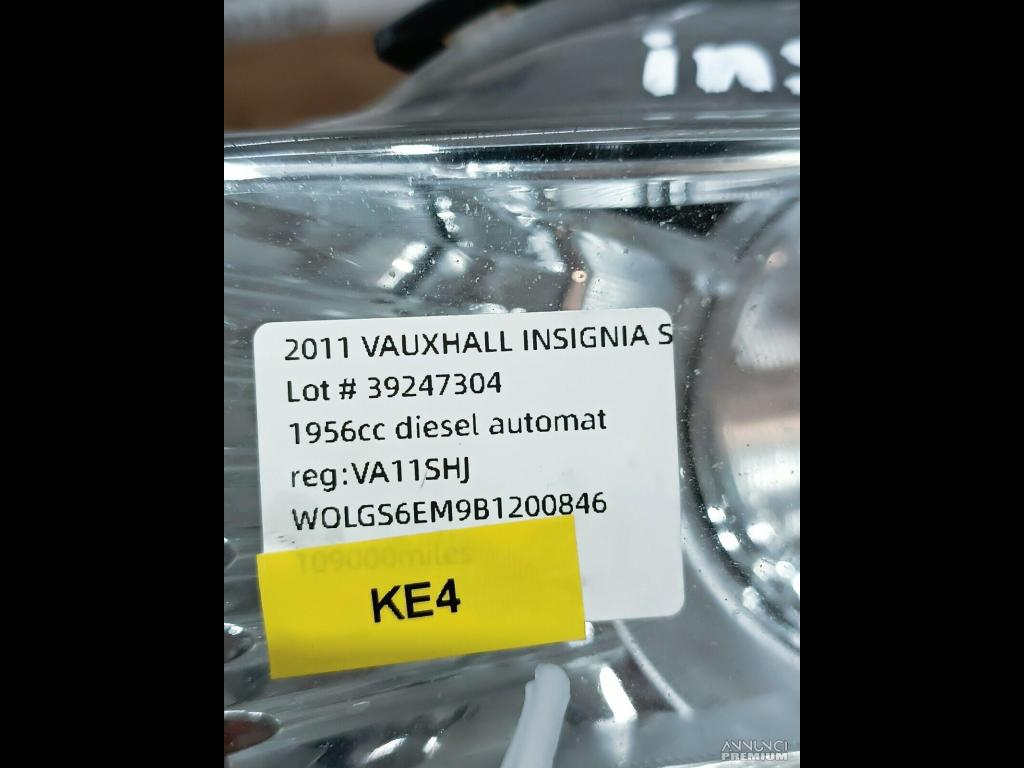 ins
2011 VAUXHALL INSIGNIA S
Lot # 39247304
1956cc diesel automat
reg:VA11SHJ
WOLGS6EM9B1200846
109000miles
KE4
ANNUNCI
PREMIUM